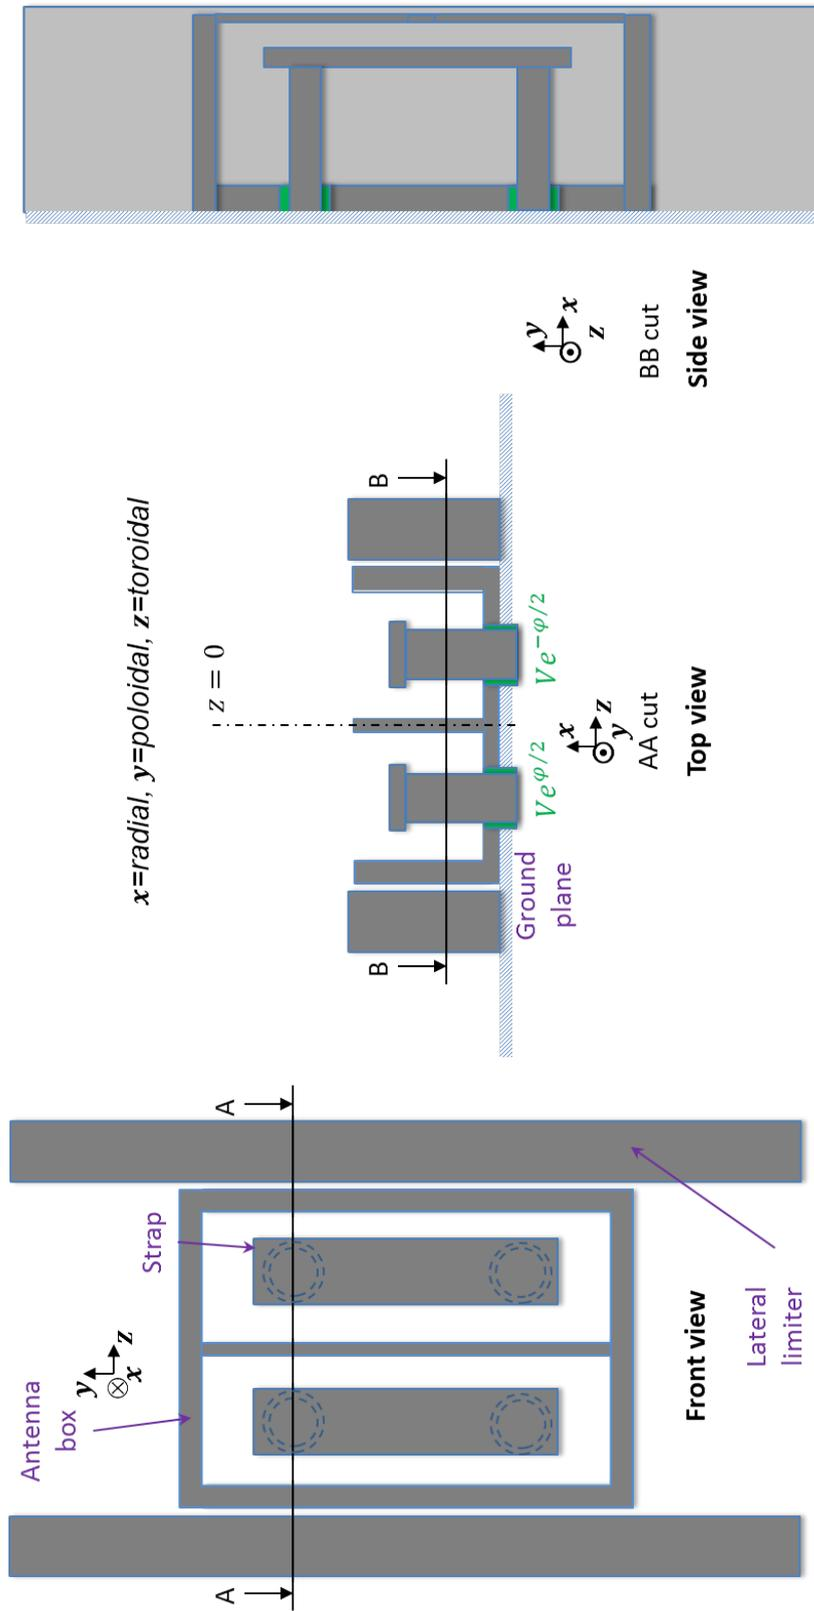 x=radial, y=poloidal, z=toroidal
Antenna
box
y
z
x
Strap
A
A
Front view
Lateral
limiter
z = 0
B
B
Ground
plane
Ve^{φ/2}
Ve^{-φ/2}
x
z
y
AA cut
Top view
y
x
z
BB cut
Side view